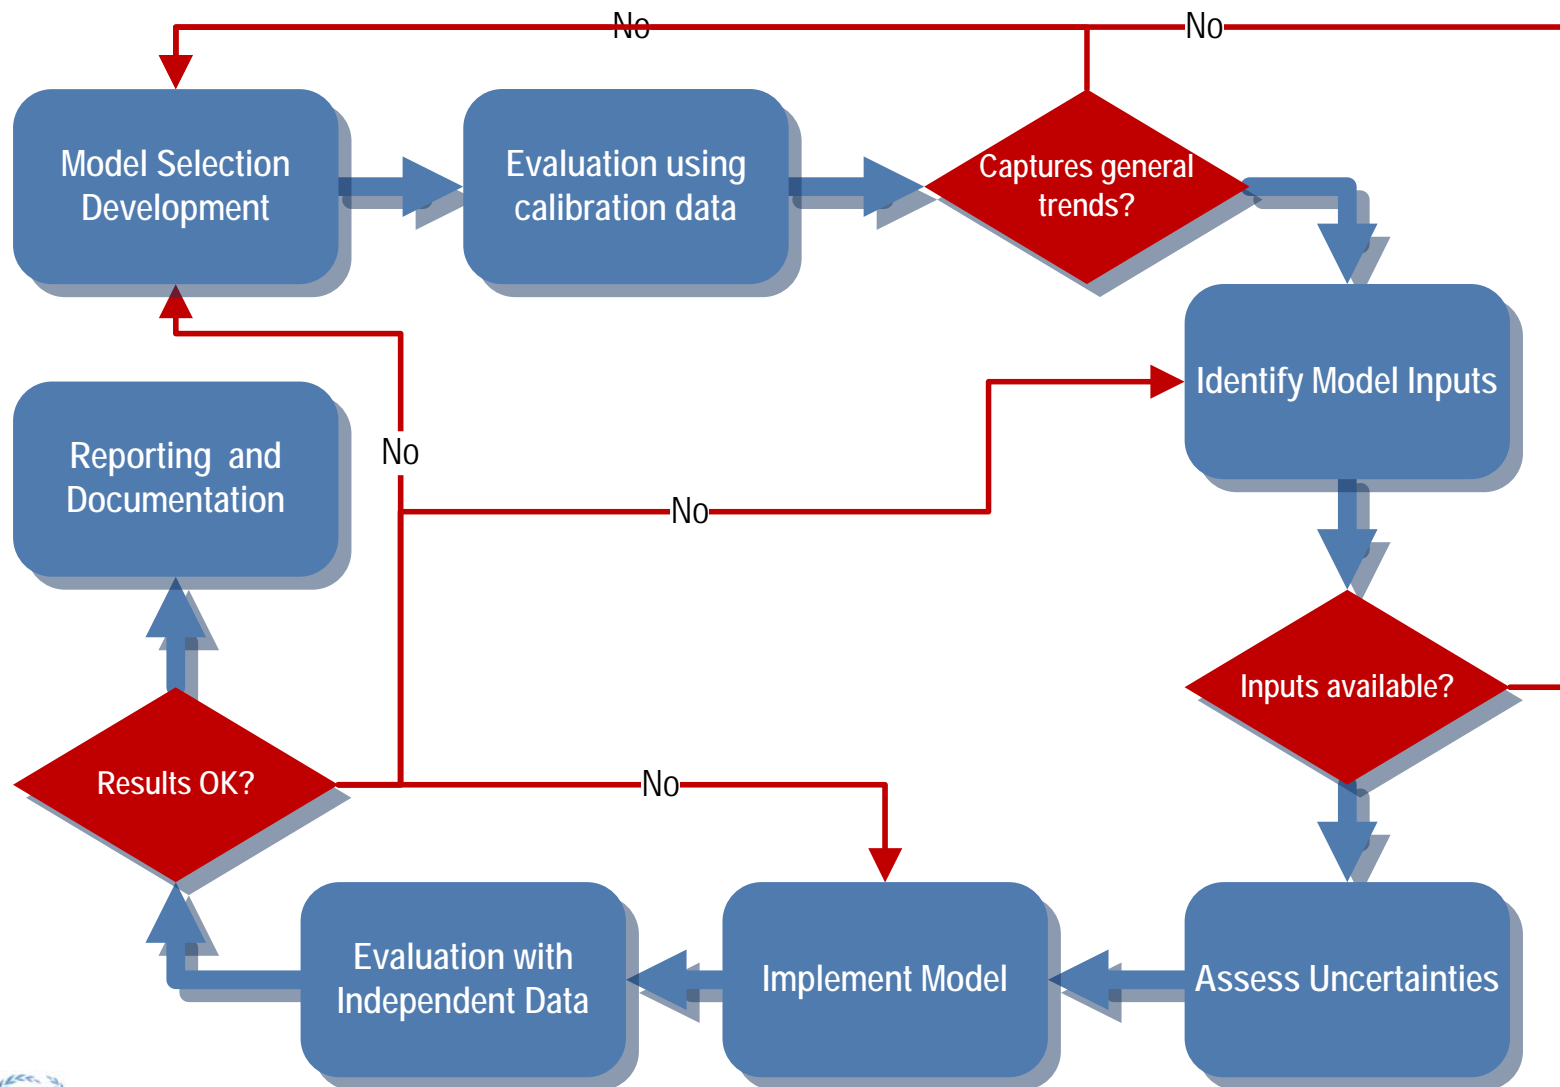 No
No
Model Selection
Development
Evaluation using
calibration data
Captures general
trends?
Identify Model Inputs
Reporting and
Documentation
No
No
Inputs available?
Results OK?
No
Evaluation with
Independent Data
Implement Model
Assess Uncertainties